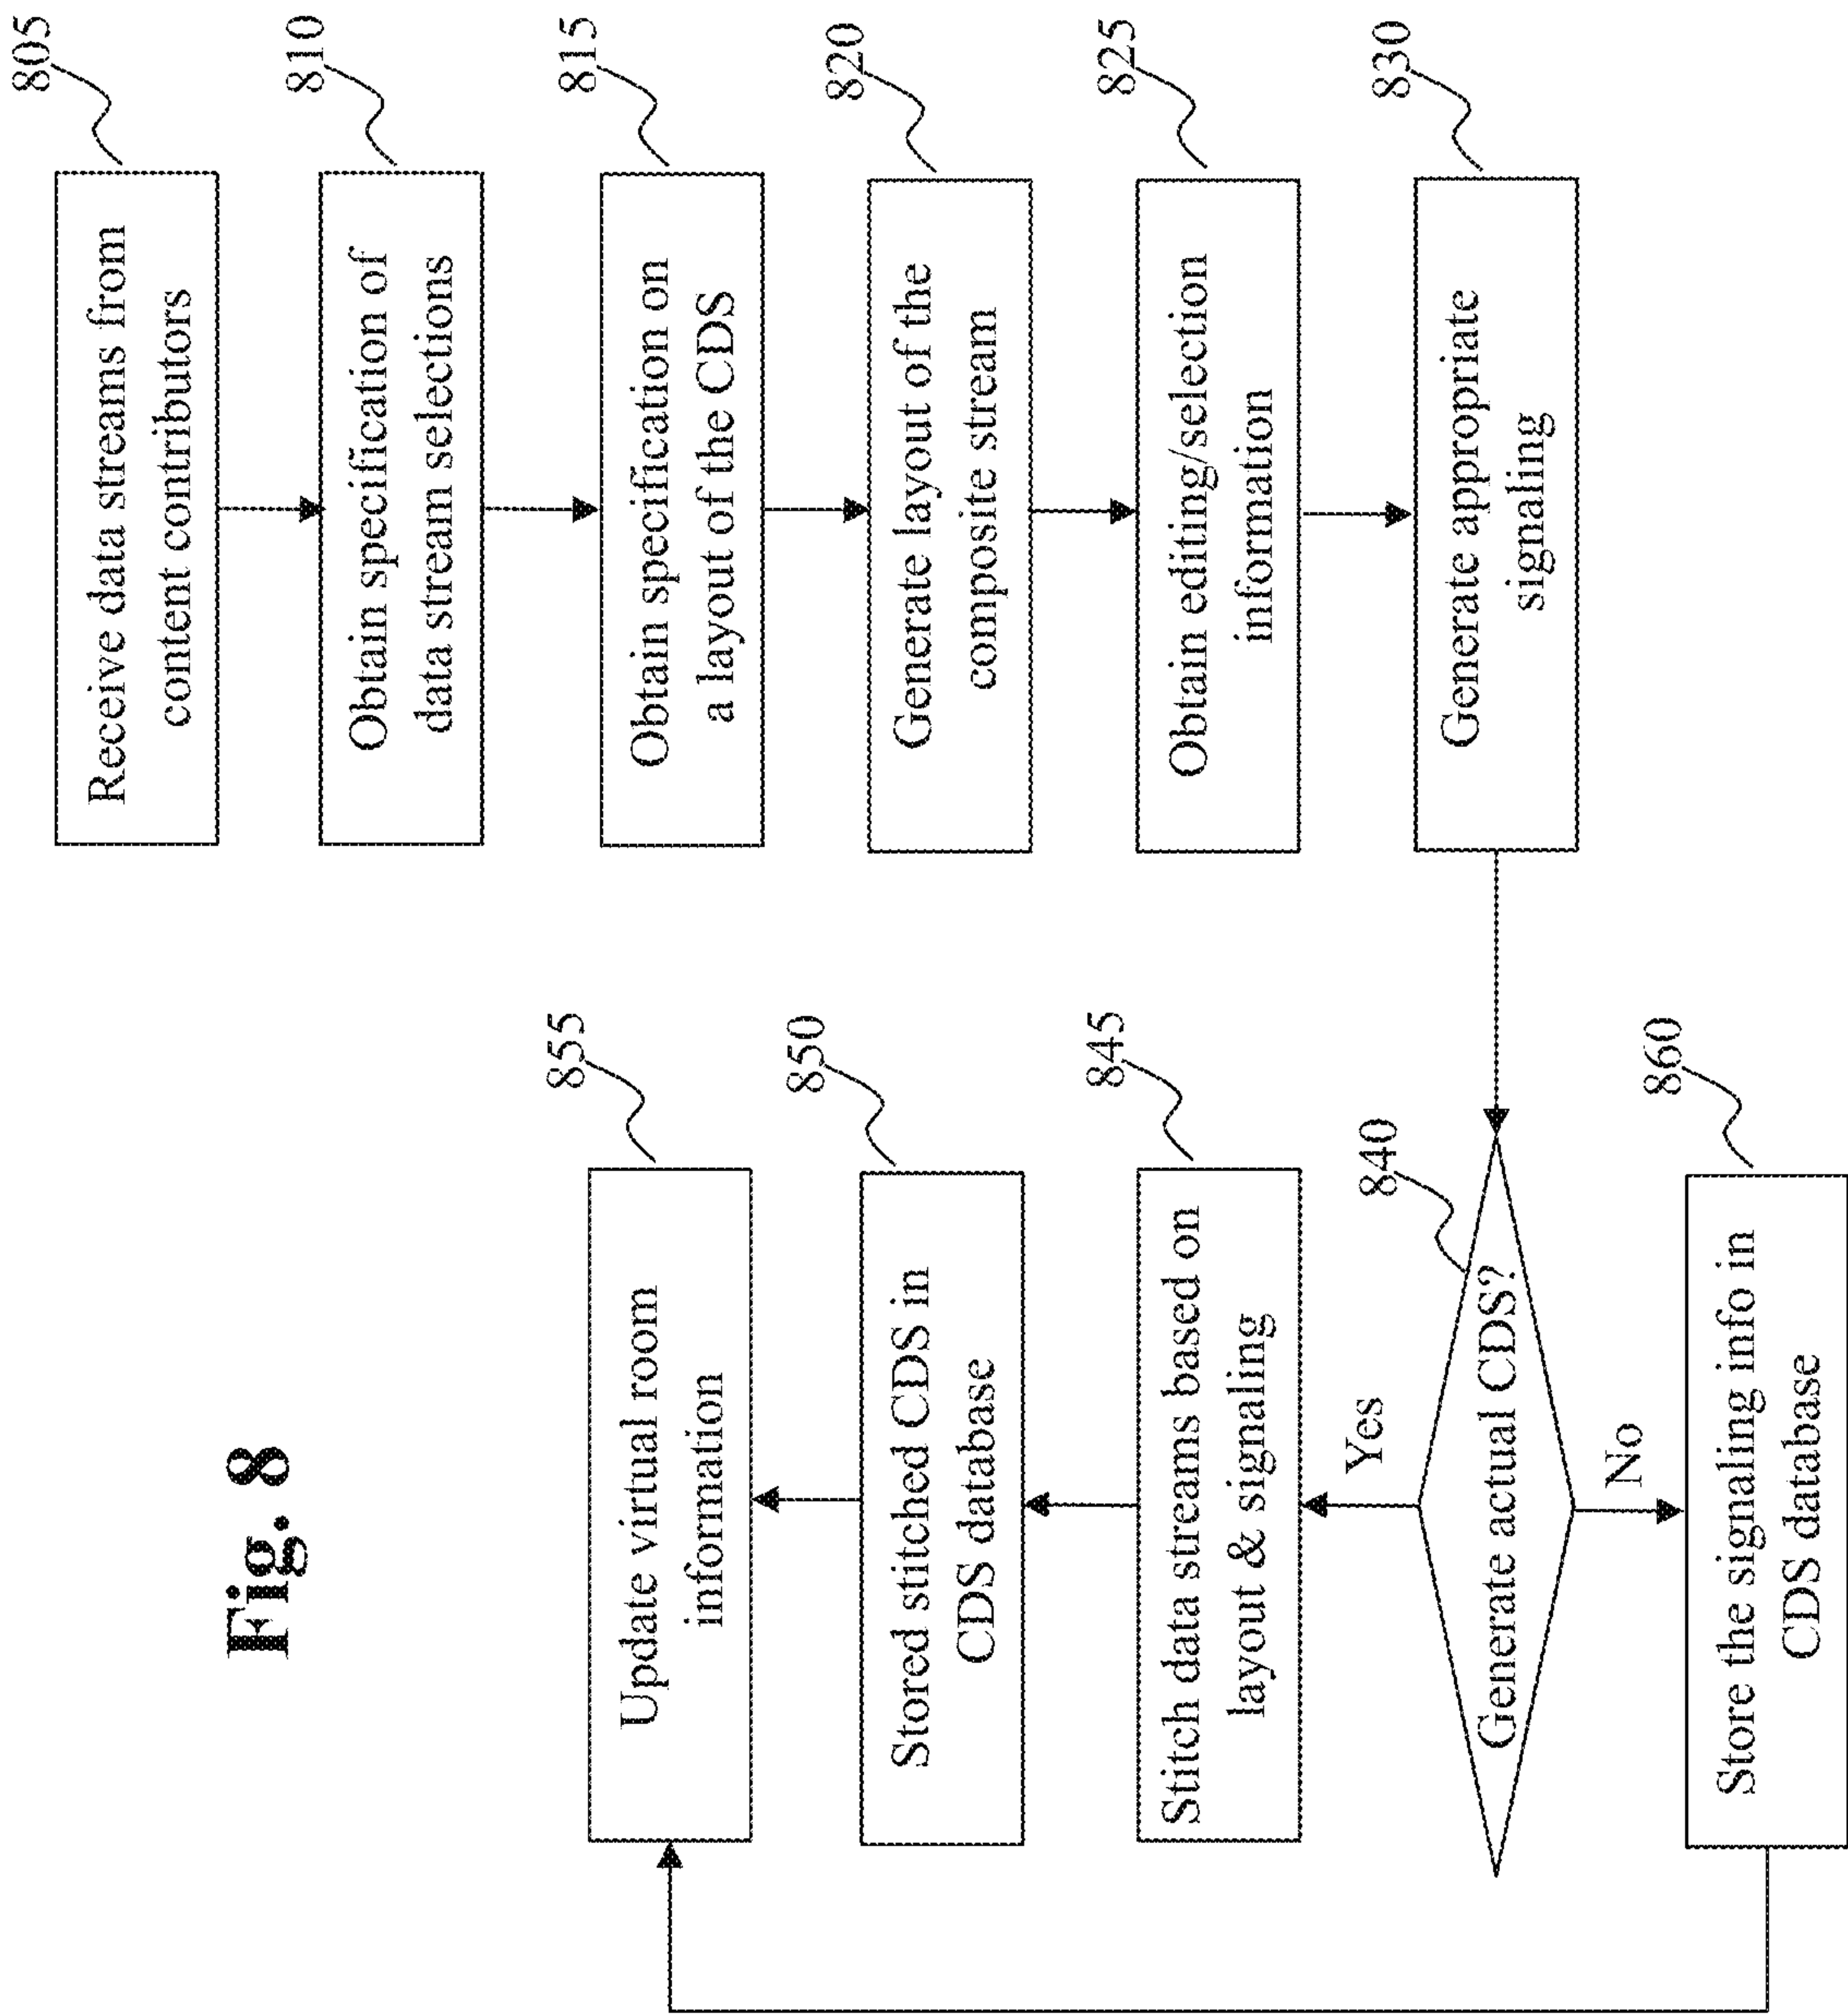 Fig. 8
Receive data streams from
content contributors
805
Obtain specification of
data stream selections
810
Obtain specification on
a layout of the CDS
815
Generate layout of the
composite stream
820
Obtain editing/selection
information
825
Generate appropriate
signaling
830
Generate actual CDS?
840
Yes
Stitch data streams based on
layout & signaling
845
Stored stitched CDS in
CDS database
850
Update virtual room
information
855
No
Store the signaling info in
CDS database
860